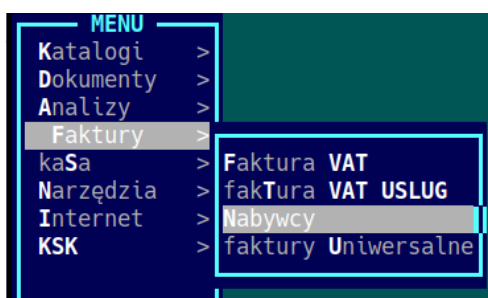 MENU
Katalogi >
Dokumenty >
Analizy >
Faktury >
kaSa >
Narzędzia >
Internet >
KSK >
Faktura VAT
fakTura VAT USLUG
Nabywcy
faktury Uniwersalne